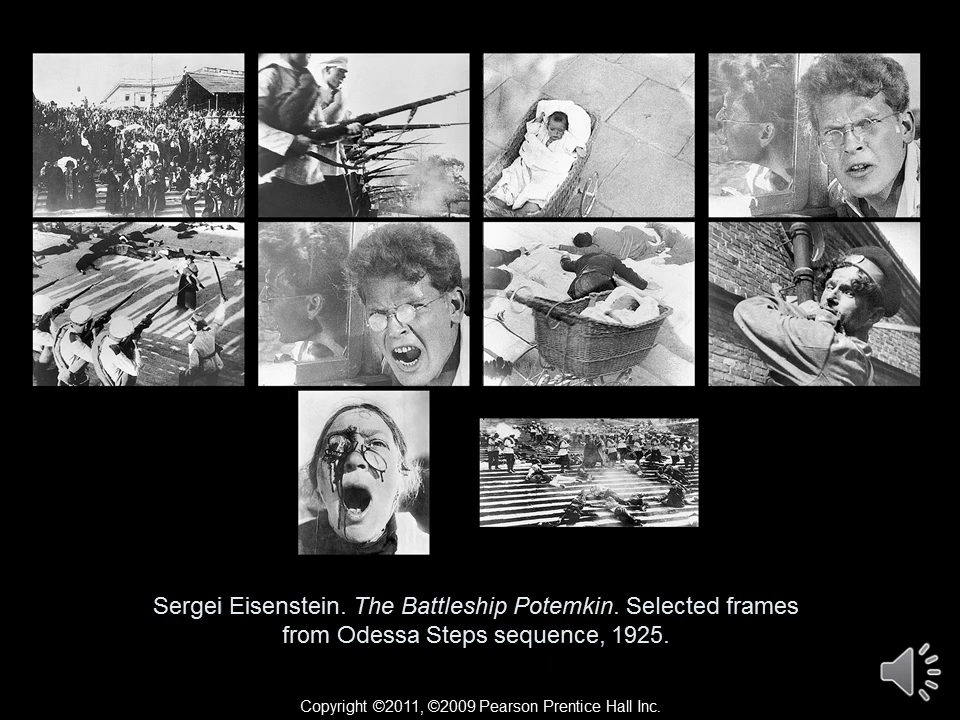 Sergei Eisenstein. The Battleship Potemkin. Selected frames
from Odessa Steps sequence, 1925.
Copyright ©2011, ©2009 Pearson Prentice Hall Inc.